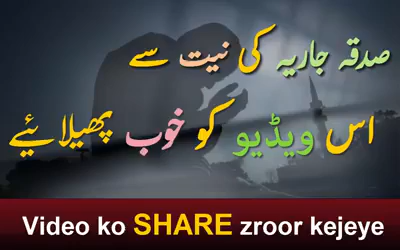 صدقہ جاریہ کی نیت سے
اس ویڈیو کو خوب پھیلائیے
Video ko SHARE zroor kejeye